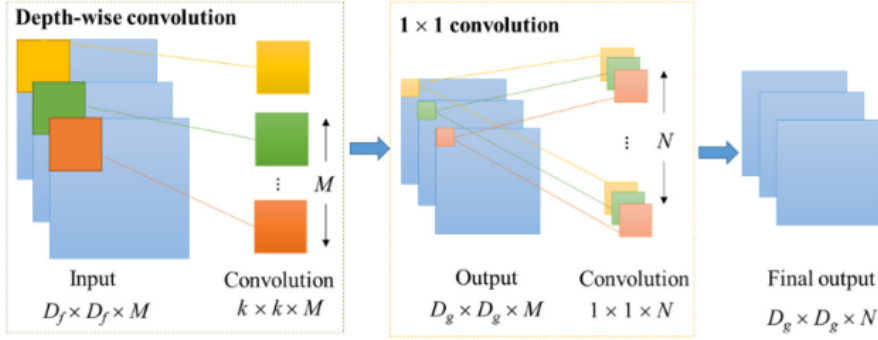 Depth-wise convolution
M
Input
D_f × D_f × M
Convolution
k × k × M
1 × 1 convolution
N
Output
D_g × D_g × M
Convolution
1 × 1 × N
Final output
D_g × D_g × N